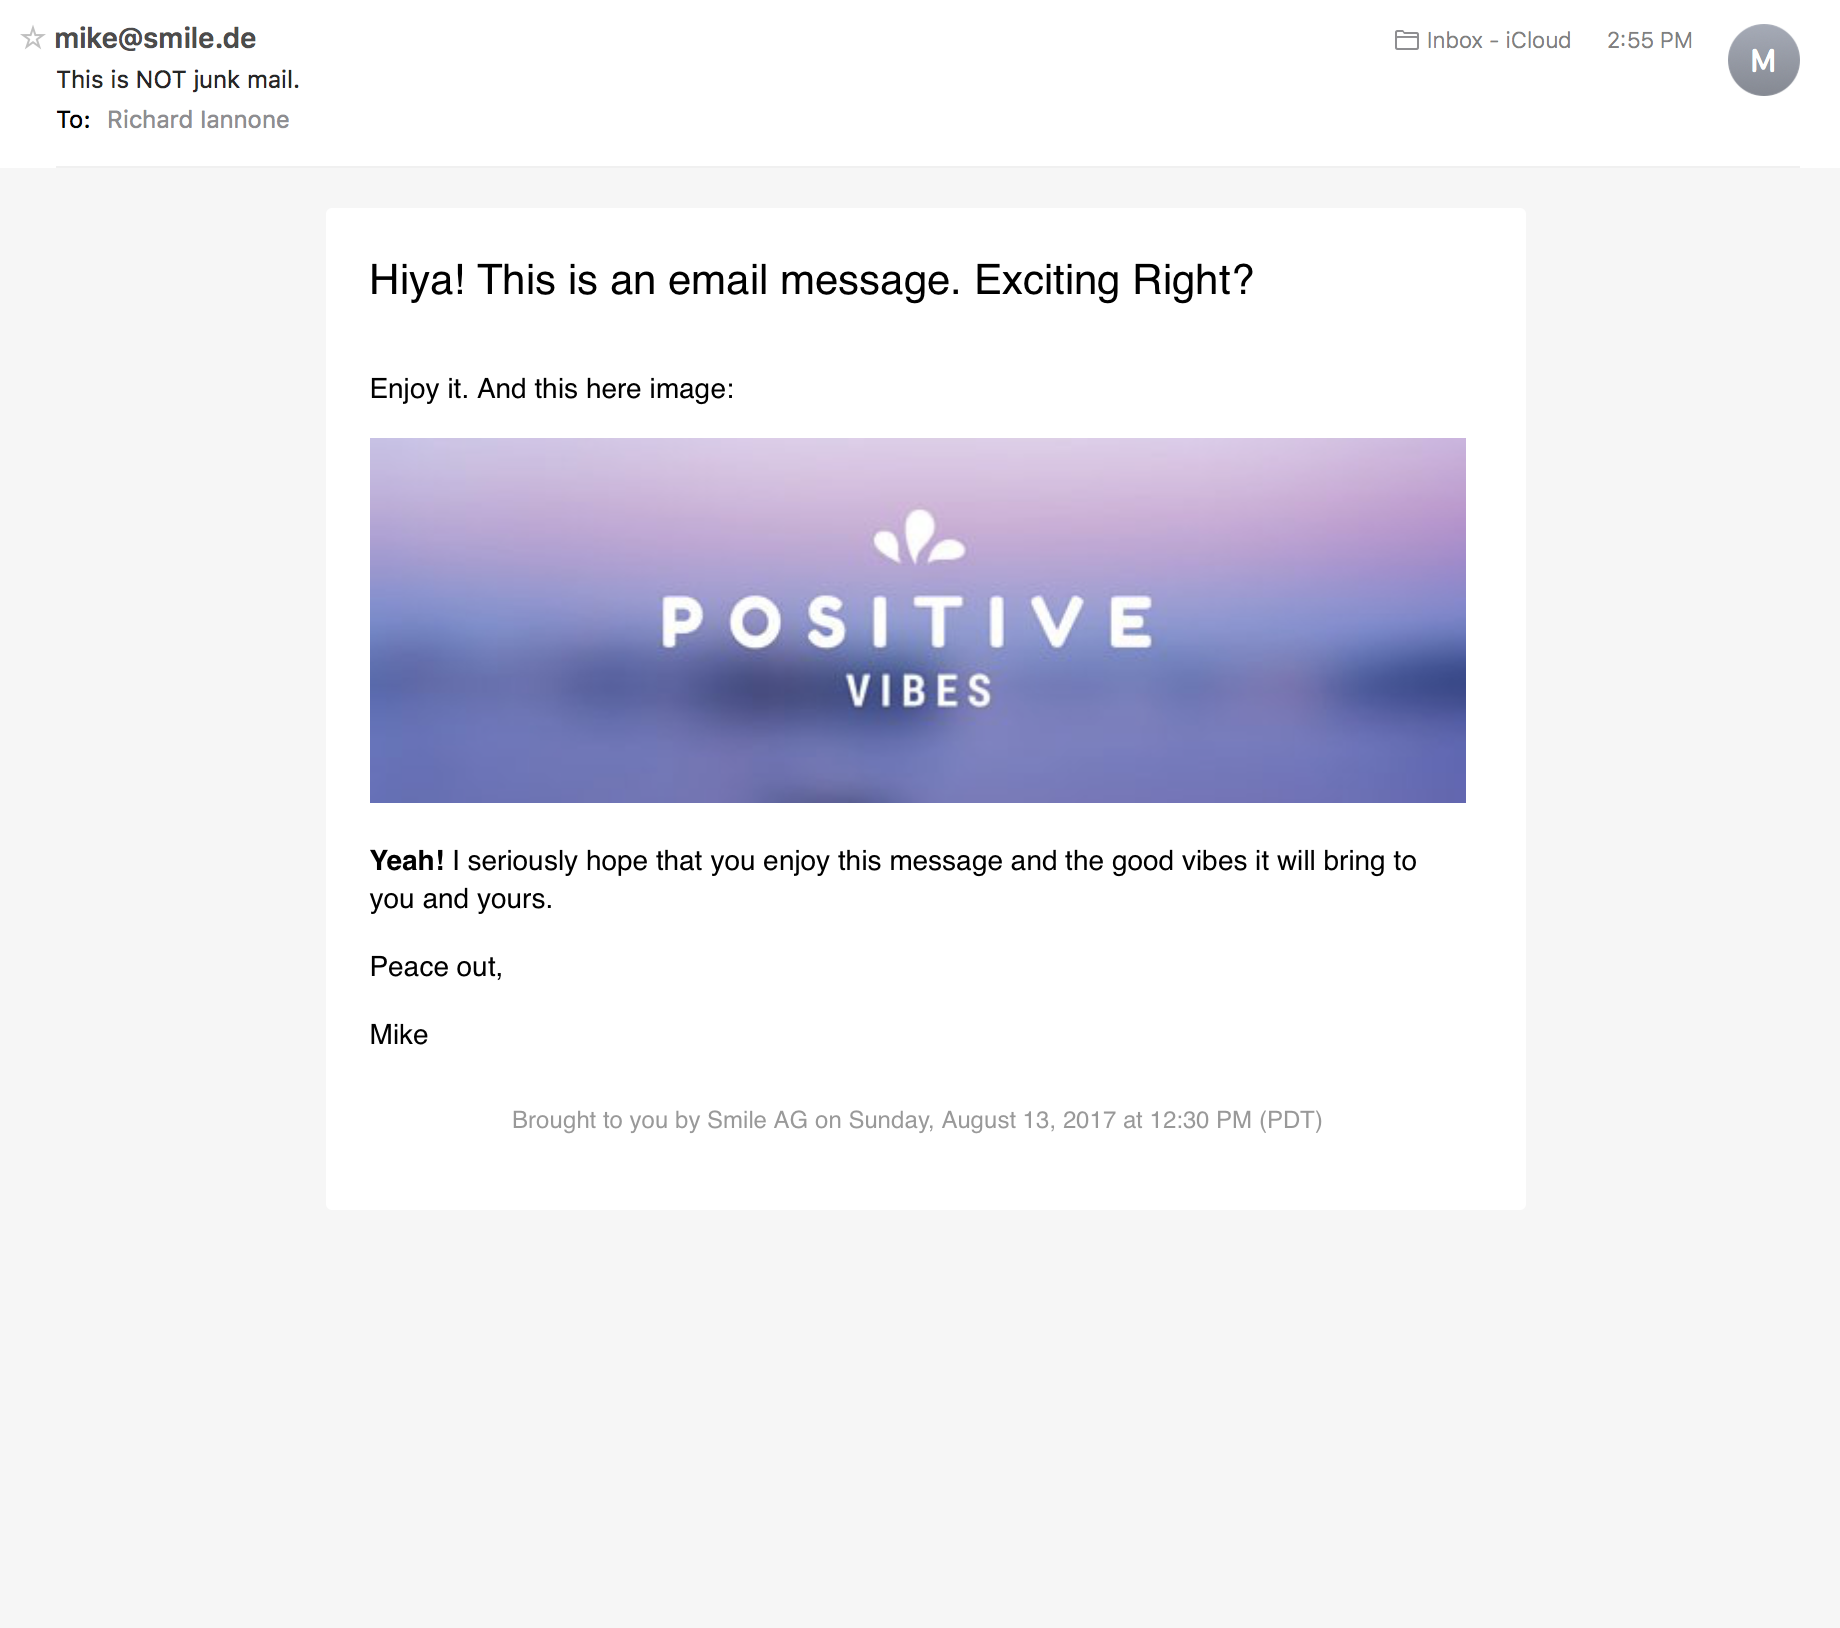 mike@smile.de
Inbox - iCloud 2:55 PM
M
This is NOT junk mail.
To: Richard Iannone
Hiya! This is an email message. Exciting Right?
Enjoy it. And this here image:
POSITIVE
VIBES
Yeah! I seriously hope that you enjoy this message and the good vibes it will bring to
you and yours.
Peace out,
Mike
Brought to you by Smile AG on Sunday, August 13, 2017 at 12:30 PM (PDT)